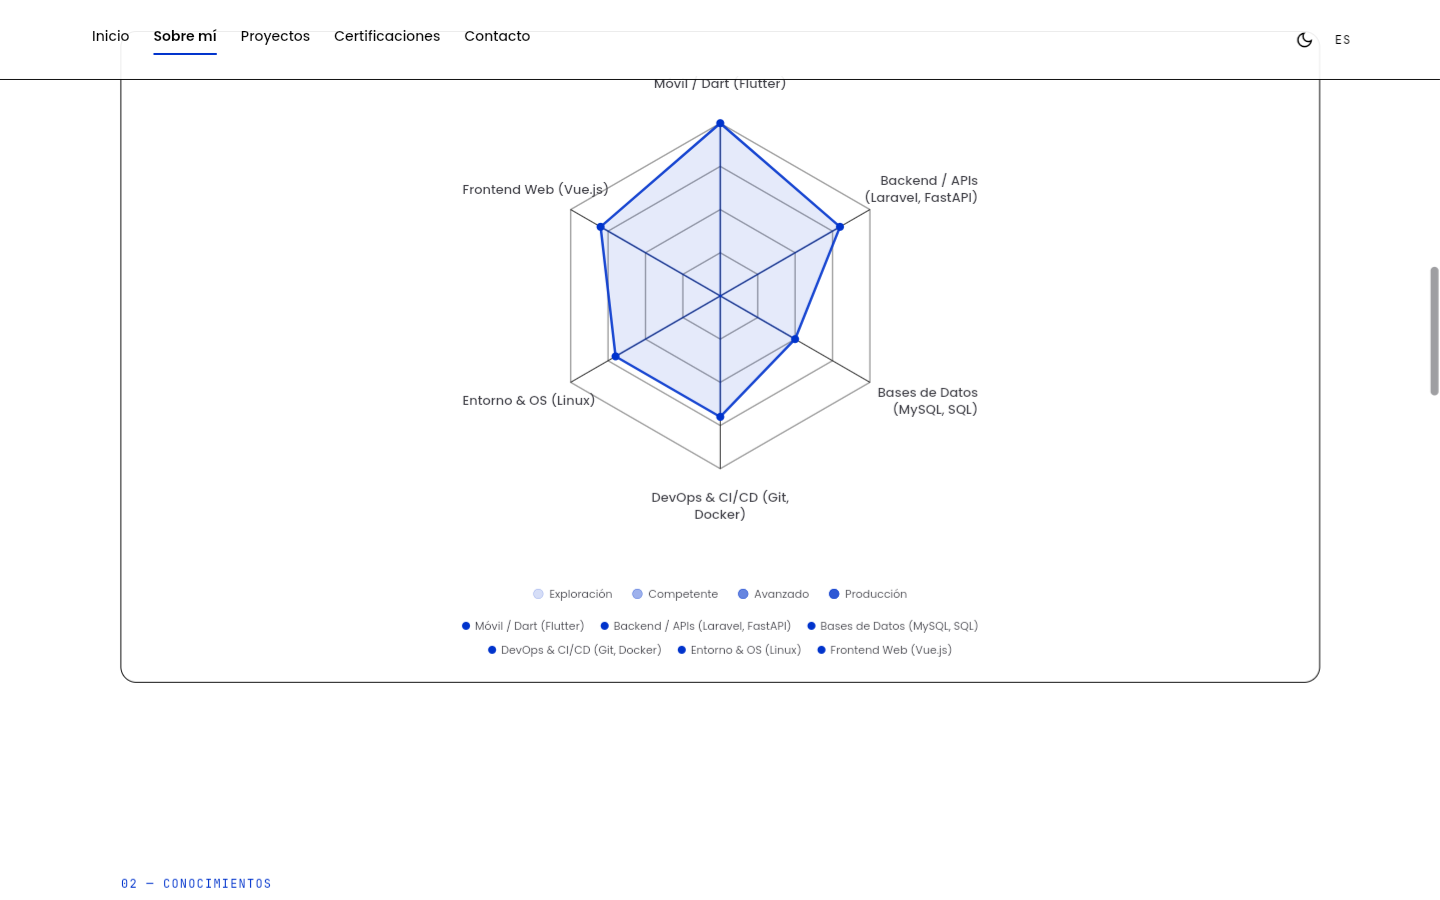 Inicio Sobre mí Proyectos Certificaciones Contacto ES
Móvil / Dart (Flutter)
Frontend Web (Vue.js)
Backend / APIs
(Laravel, FastAPI)
Entorno & OS (Linux)
Bases de Datos
(MySQL, SQL)
DevOps & CI/CD (Git,
Docker)
Exploración Competente Avanzado Producción
Móvil / Dart (Flutter) Backend / APIs (Laravel, FastAPI) Bases de Datos (MySQL, SQL)
DevOps & CI/CD (Git, Docker) Entorno & OS (Linux) Frontend Web (Vue.js)
02 — CONOCIMIENTOS